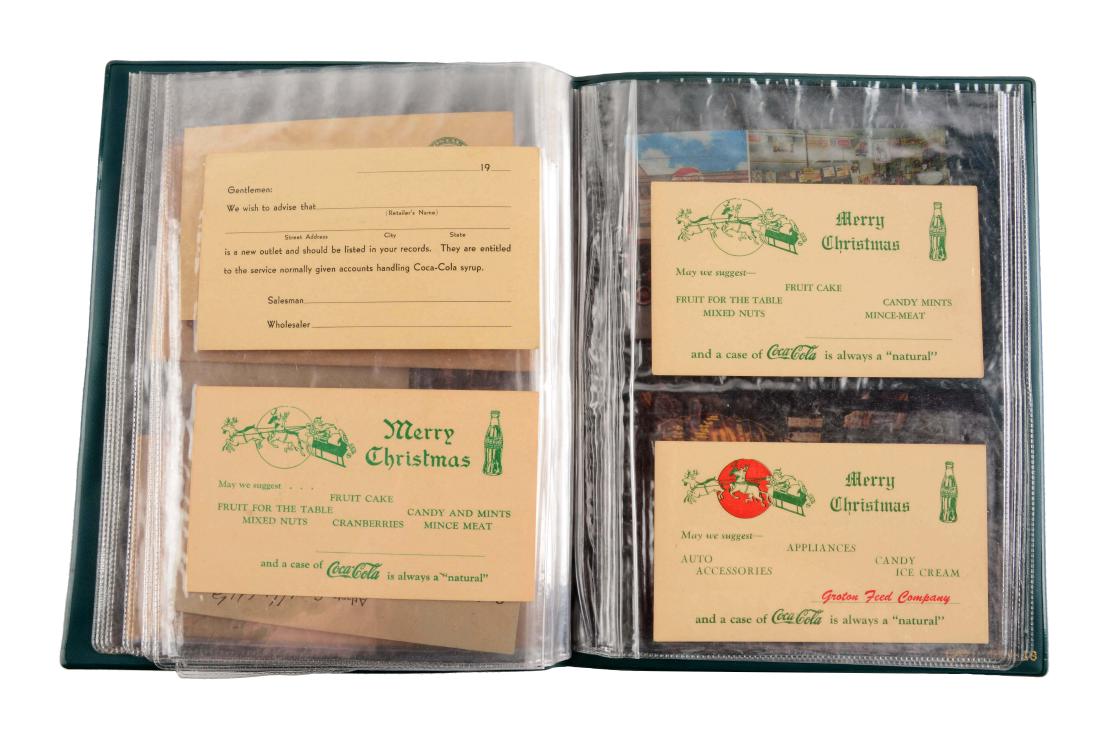 19
Gentlemen:
We wish to advise that
(Retailer's Name)
Street Address City State
is a new outlet and should be listed in your records. They are entitled
to the service normally given accounts handling Coca-Cola syrup.
Salesman
Wholesaler
Merry
Christmas
May we suggest . . .
FRUIT CAKE
FRUIT FOR THE TABLE CANDY AND MINTS
MIXED NUTS CRANBERRIES MINCE MEAT
and a case of Coca-Cola is always a "natural"
Merry
Christmas
May we suggest—
FRUIT CAKE
FRUIT FOR THE TABLE CANDY MINTS
MIXED NUTS MINCE-MEAT
and a case of Coca-Cola is always a "natural"
Merry
Christmas
May we suggest—
APPLIANCES
AUTO CANDY
ACCESSORIES ICE CREAM
Groton Feed Company
and a case of Coca-Cola is always a "natural"